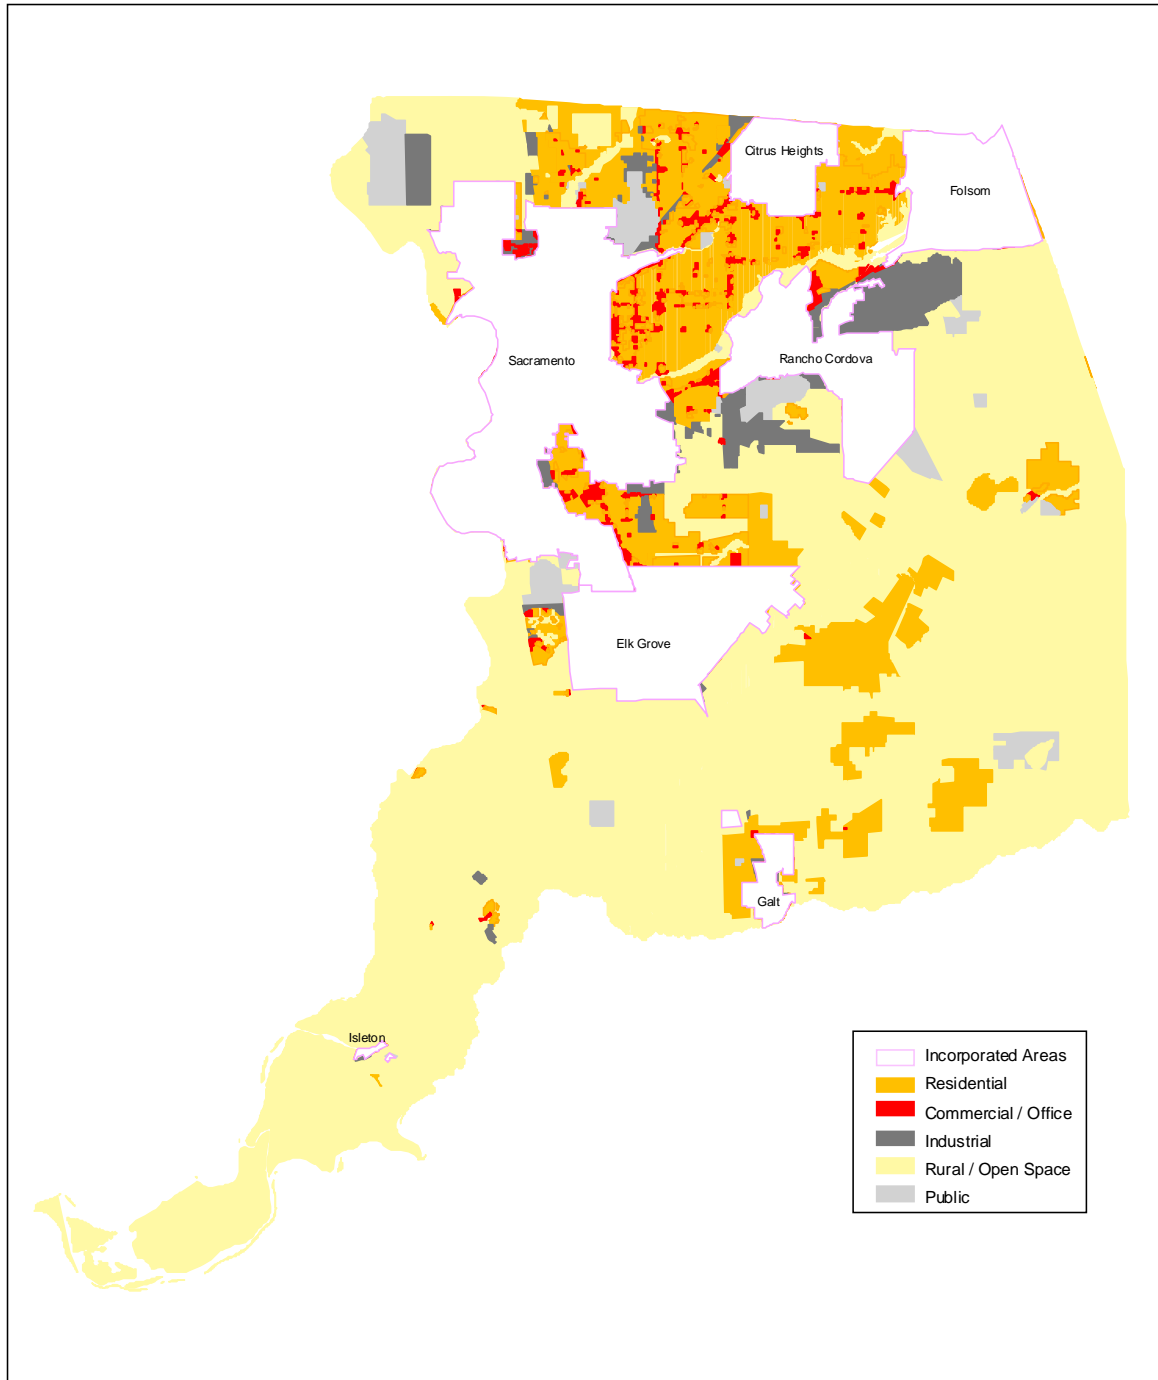 Citrus Heights
Folsom
Sacramento
Rancho Cordova
Elk Grove
Galt
Isleton
Incorporated Areas
Residential
Commercial / Office
Industrial
Rural / Open Space
Public